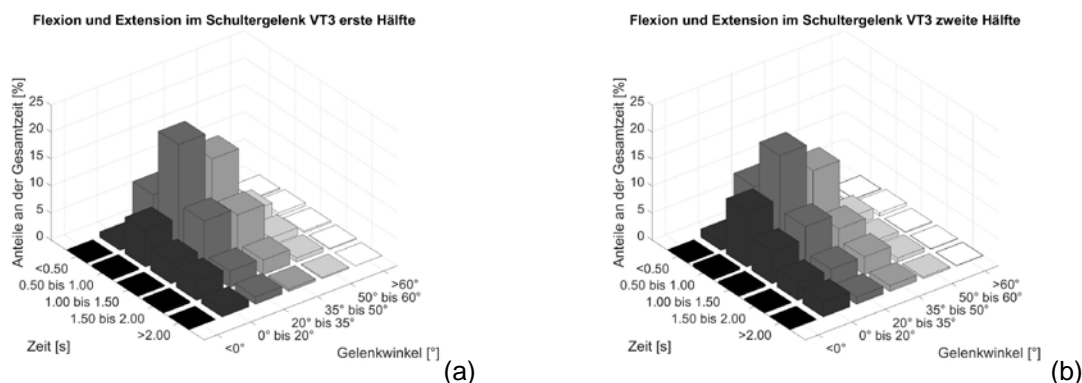 Flexion und Extension im Schultergelenk VT3 erste Hälfte
Anteile an der Gesamtzeit [%]
25
20
15
10
5
0
<0.50
0.50 bis 1.00
1.00 bis 1.50
1.50 bis 2.00
>2.00
Zeit [s]
<0°
0° bis 20°
20° bis 35°
35° bis 50°
50° bis 60°
>60°
Gelenkwinkel [°]
(a)
Flexion und Extension im Schultergelenk VT3 zweite Hälfte
Anteile an der Gesamtzeit [%]
25
20
15
10
5
0
<0.50
0.50 bis 1.00
1.00 bis 1.50
1.50 bis 2.00
>2.00
Zeit [s]
<0°
0° bis 20°
20° bis 35°
35° bis 50°
50° bis 60°
>60°
Gelenkwinkel [°]
(b)